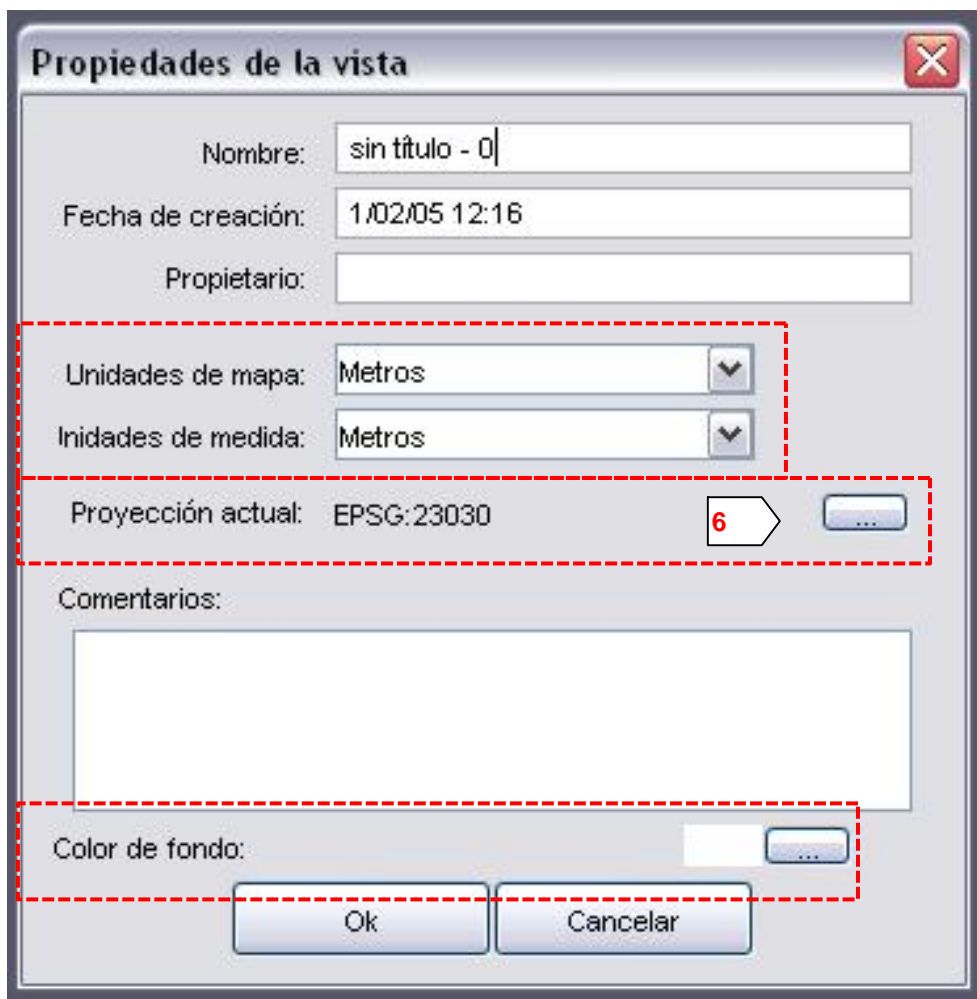 Propiedades de la vista
Nombre: sin título - 0
Fecha de creación: 1/02/05 12:16
Propietario:
Unidades de mapa: Metros
Inidades de medida: Metros
Proyección actual: EPSG:23030 6 ...
Comentarios:
Color de fondo: ...
Ok Cancelar